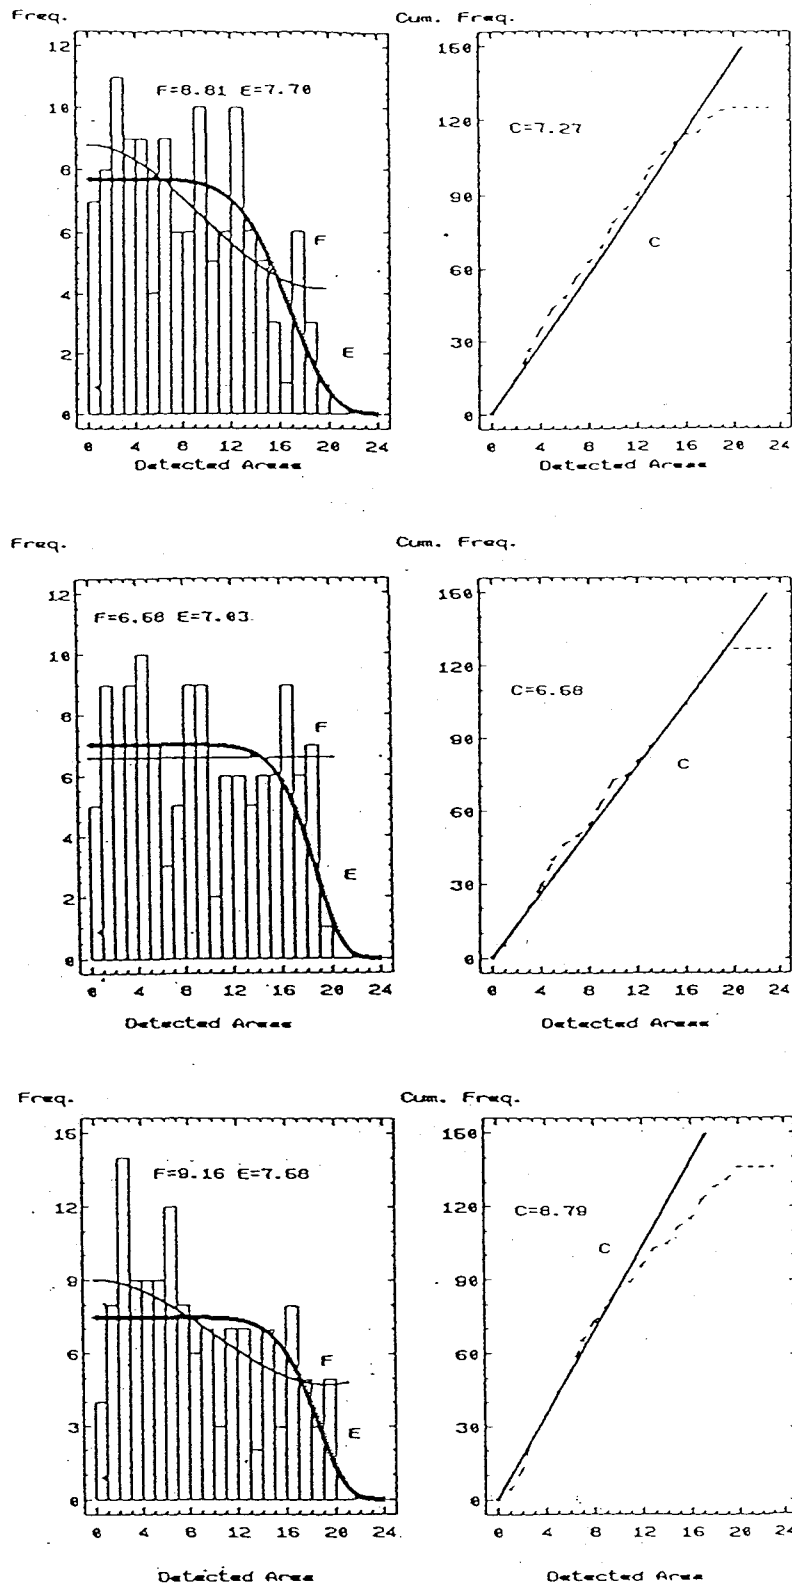 Freq.
Cum. Freq.
12
10
8
6
4
2
0
F=8.81 E=7.70
F
E
0 4 8 12 16 20 24
Detected Areas
150
120
90
60
30
0
C=7.27
C
0 4 8 12 16 20 24
Detected Areas
Freq.
Cum. Freq.
12
10
8
6
4
2
0
F=6.68 E=7.03
F
E
0 4 8 12 16 20 24
Detected Areas
150
120
90
60
30
0
C=6.68
C
0 4 8 12 16 20 24
Detected Areas
Freq.
Cum. Freq.
15
12
9
6
3
0
F=9.16 E=7.68
F
E
0 4 8 12 16 20 24
Detected Areas
150
120
90
60
30
0
C=8.79
C
0 4 8 12 16 20 24
Detected Area